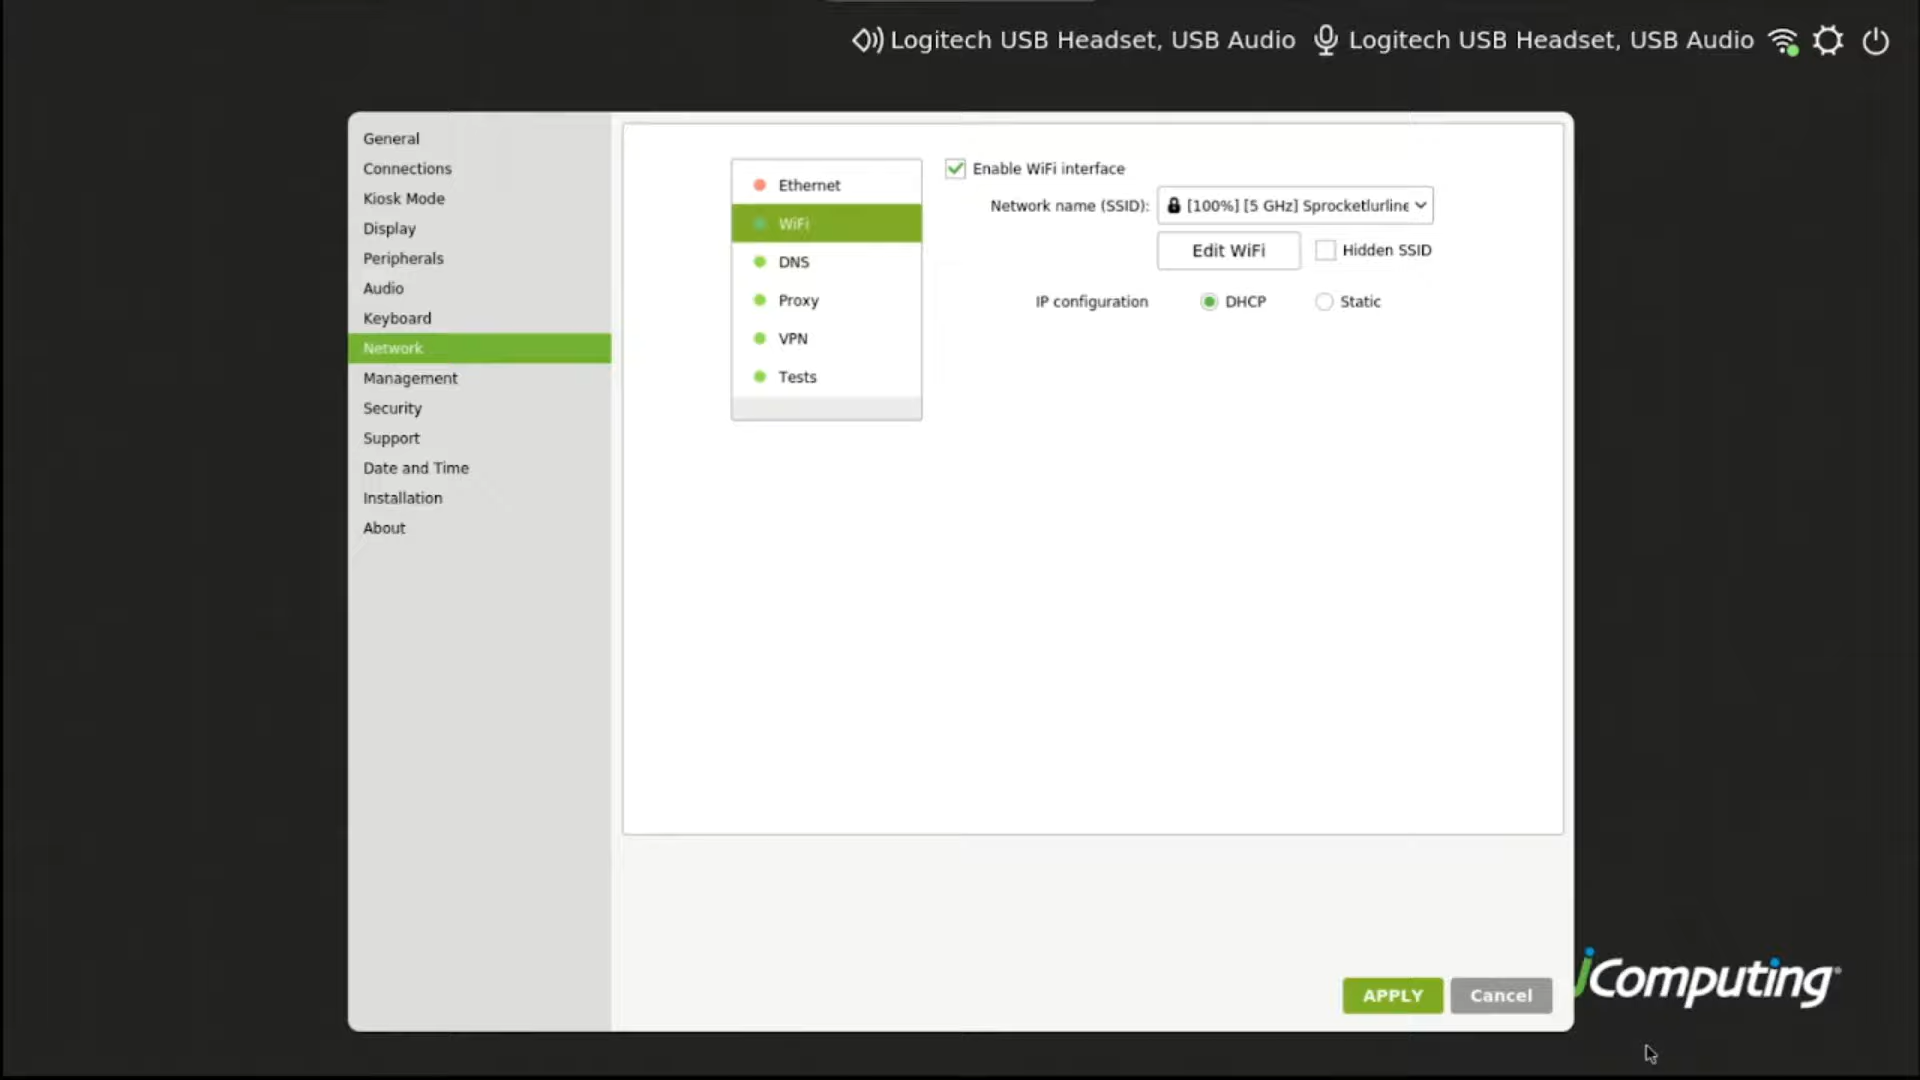 Logitech USB Headset, USB Audio Logitech USB Headset, USB Audio
General
Connections
Kiosk Mode
Display
Peripherals
Audio
Keyboard
Network
Management
Security
Support
Date and Time
Installation
About
Ethernet
WiFi
DNS
Proxy
VPN
Tests
Enable WiFi interface
Network name (SSID): [100%] [5 GHz] Sprocketlurline
Edit WiFi Hidden SSID
IP configuration DHCP Static
APPLY Cancel
iComputing®